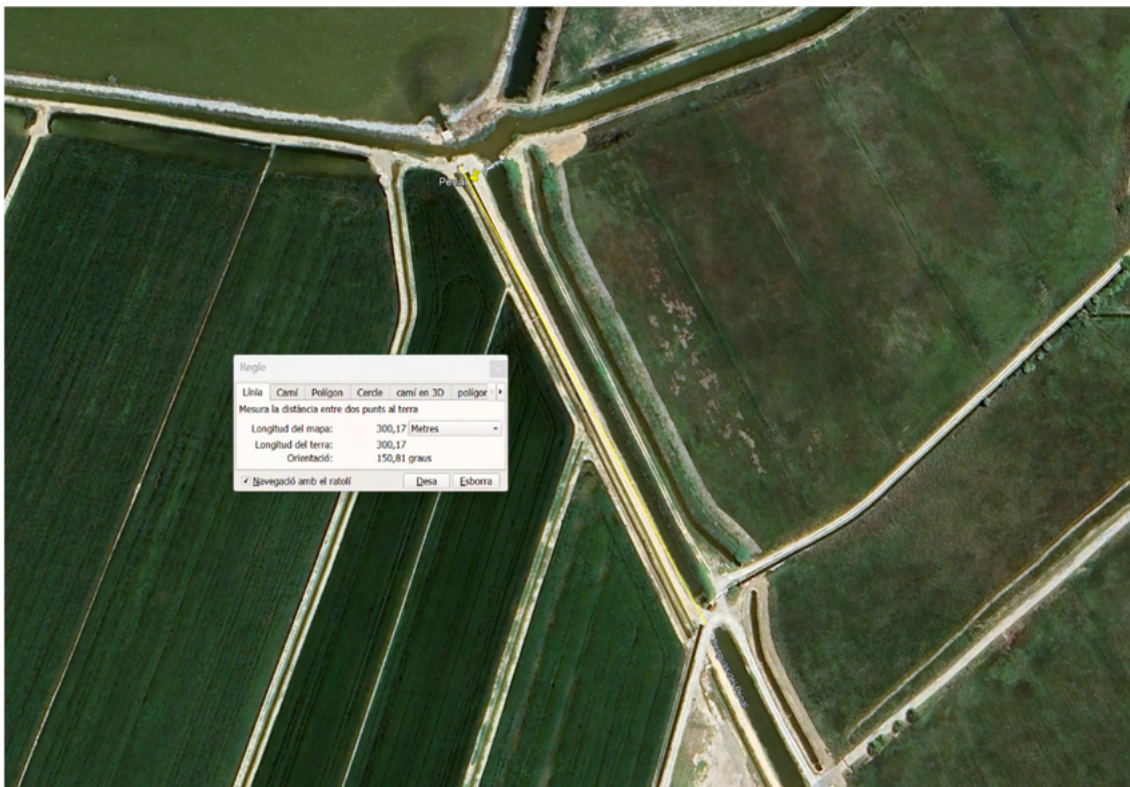 Regle
Línia Camí Polígon Cercle camí en 3D
Mesura la distància entre dos punts al terra
Longitud del mapa: 300,17 Metres
Longitud del terra: 300,17
Orientació: 150,81 graus
Navegació amb el ratolí Desa Esborra